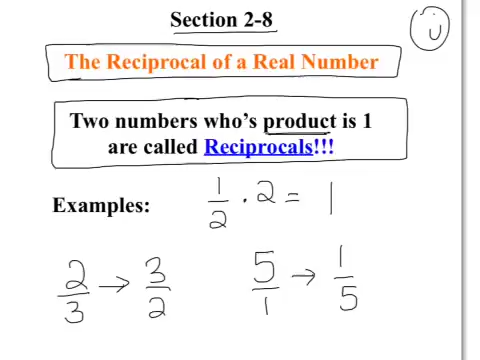 Section 2-8
The Reciprocal of a Real Number
Two numbers who's product is 1
are called Reciprocals!!!
Examples: 1/2 · 2 = 1
2/3 → 3/2 5/1 → 1/5